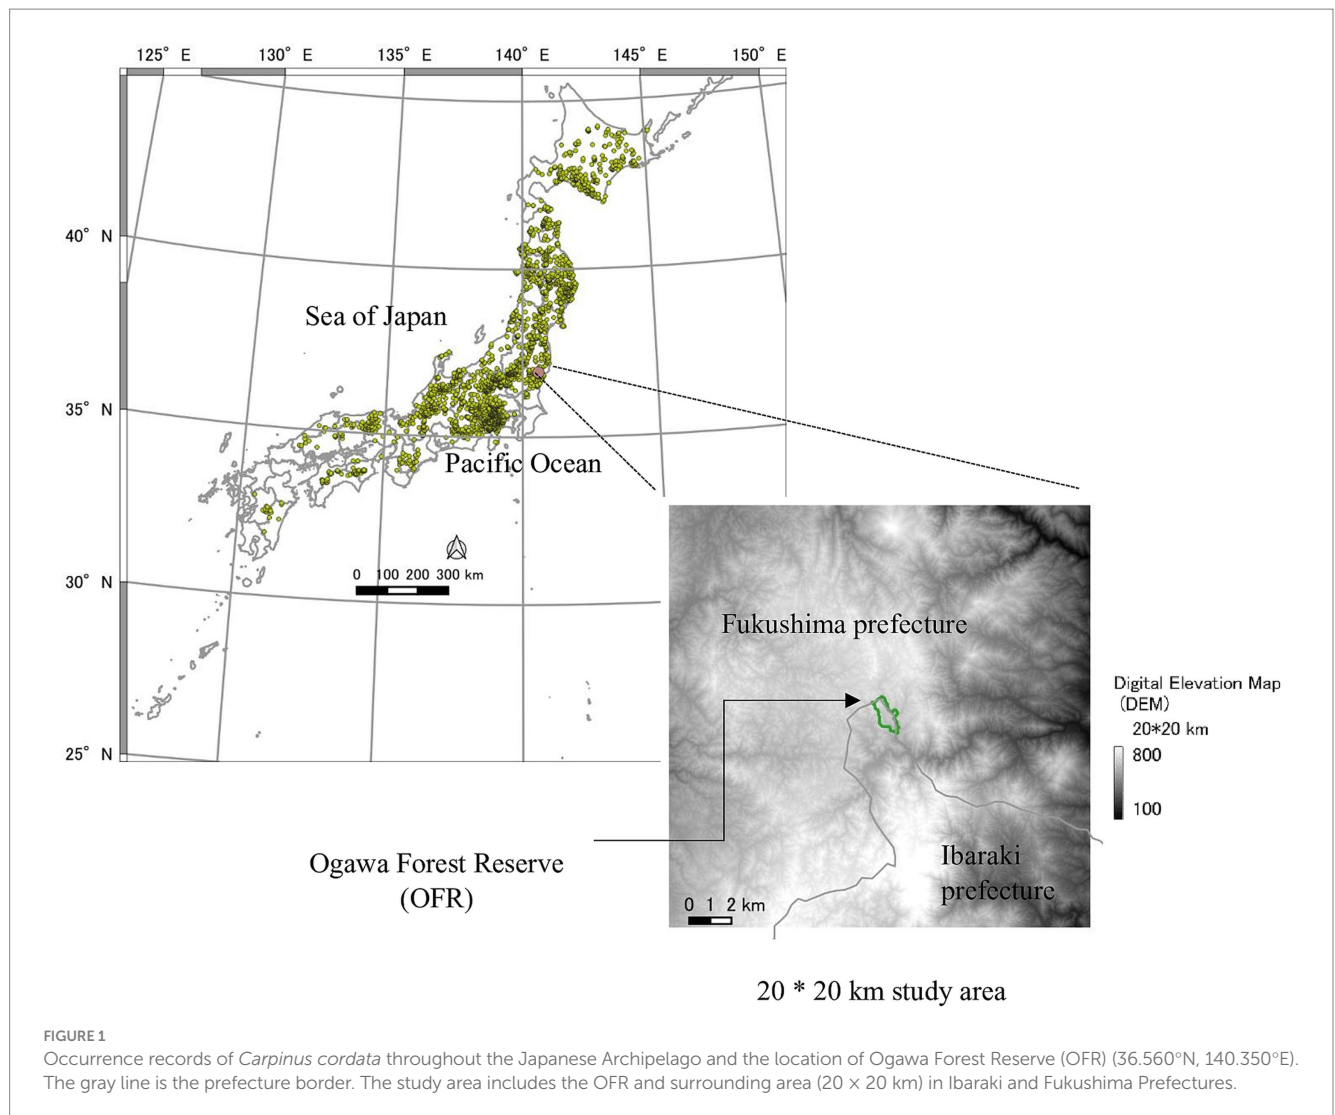 125° E 130° E 135° E 140° E 145° E 150° E
40° N
Sea of Japan
35° N
Pacific Ocean
0 100 200 300 km
30° N
25° N
Fukushima prefecture
Digital Elevation Map
(DEM)
20*20 km
800
100
Ogawa Forest Reserve
(OFR)
Ibaraki
prefecture
0 1 2 km
20 * 20 km study area
FIGURE 1
Occurrence records of Carpinus cordata throughout the Japanese Archipelago and the location of Ogawa Forest Reserve (OFR) (36.560°N, 140.350°E).
The gray line is the prefecture border. The study area includes the OFR and surrounding area (20 × 20 km) in Ibaraki and Fukushima Prefectures.